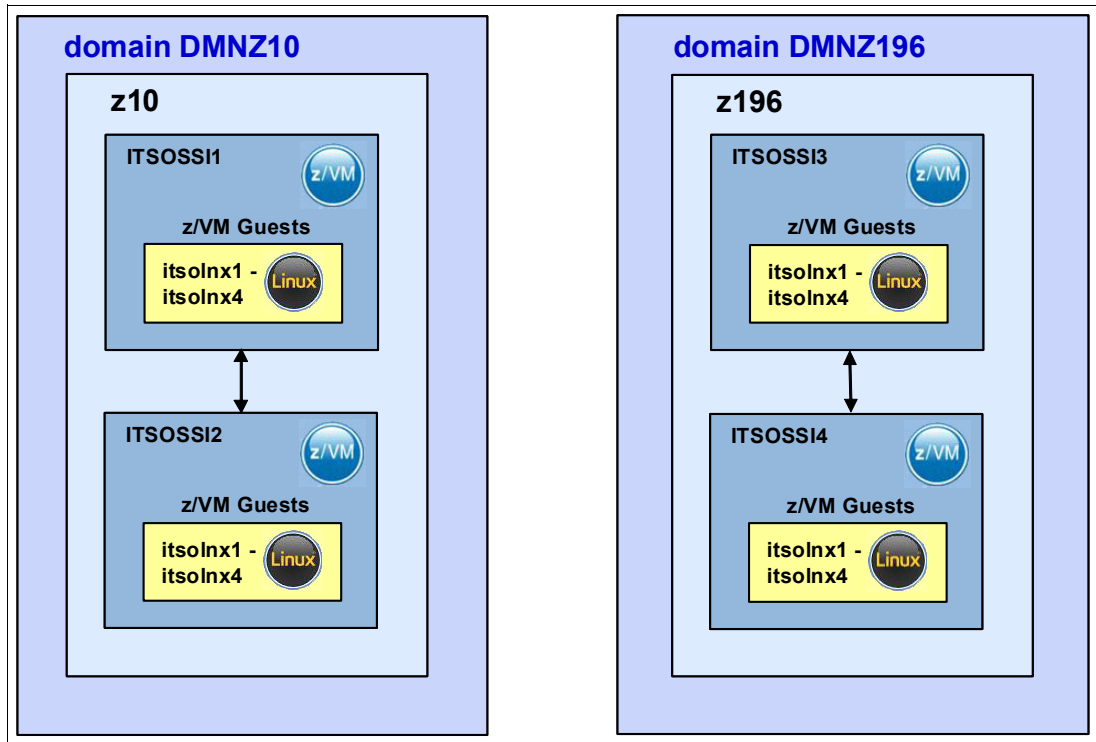 domain DMNZ10
z10
ITSOSSI1
z/VM
z/VM Guests
itsolnx1 -
itsolnx4
Linux
ITSOSSI2
z/VM
z/VM Guests
itsolnx1 -
itsolnx4
Linux
domain DMNZ196
z196
ITSOSSI3
z/VM
z/VM Guests
itsolnx1 -
itsolnx4
Linux
ITSOSSI4
z/VM
z/VM Guests
itsolnx1 -
itsolnx4
Linux